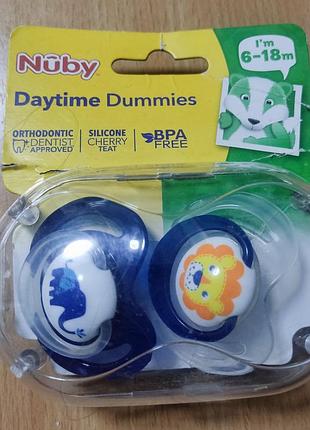 Nûby
I'm
6-18m
Daytime Dummies
ORTHODONTIC
DENTIST
APPROVED
SILICONE
CHERRY
TEAT
BPA
FREE